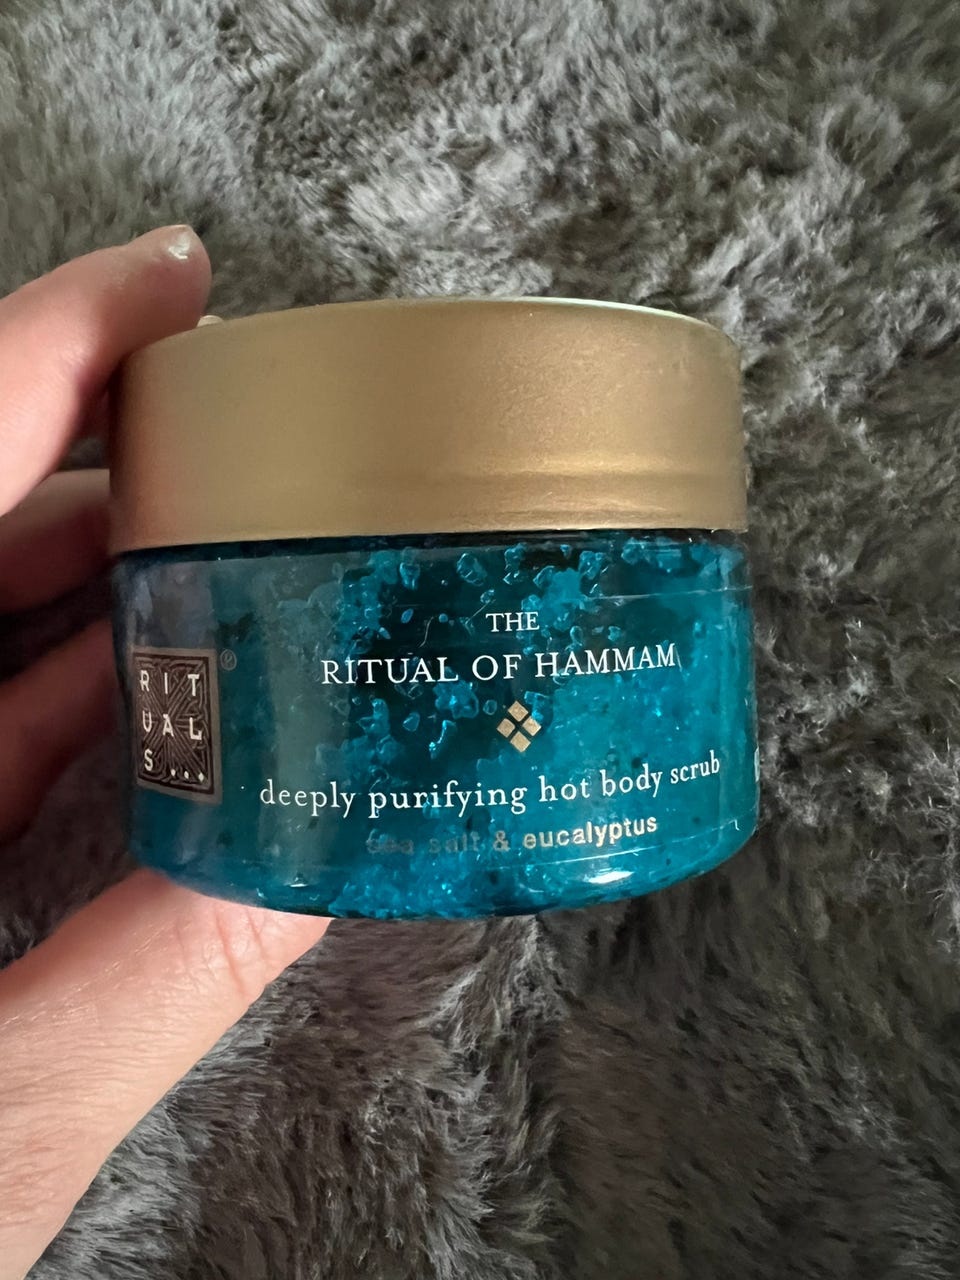 THE
RITUAL OF HAMMAM
RIT
UAL
S...
®
deeply purifying hot body scrub
sea salt & eucalyptus